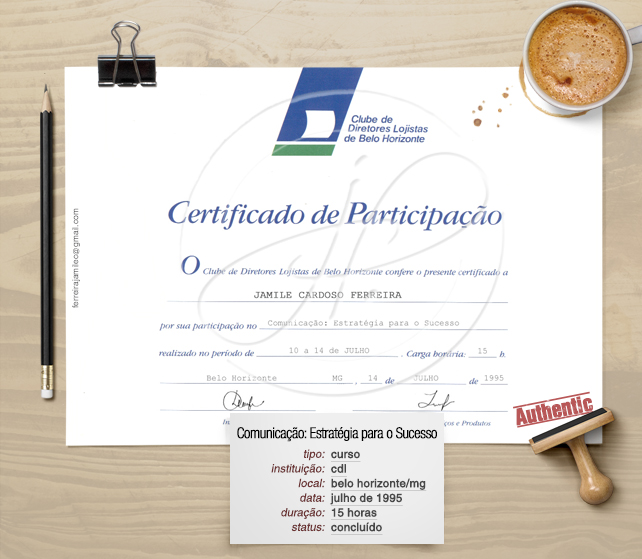 Clube de
Diretores Lojistas
de Belo Horizonte
Certificado de Participação
O Clube de Diretores Lojistas de Belo Horizonte confere o presente certificado a
JAMILE CARDOSO FERREIRA
por sua participação no Comunicação: Estratégia para o Sucesso
realizado no período de 10 a 14 de JULHO . Carga horária: 15 h.
Belo Horizonte MG , 14 de JULHO de 1995
ços e Produtos
ferreirajamileo@gmail.com
Authentic
Comunicação: Estratégia para o Sucesso
tipo: curso
instituição: cdl
local: belo horizonte/mg
data: julho de 1995
duração: 15 horas
status: concluído